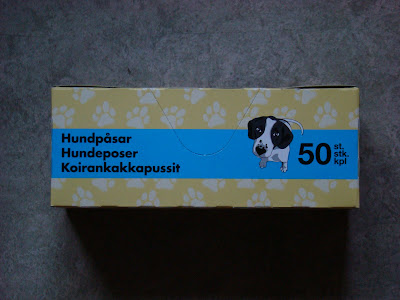 Hundpåsar
Hundeposer
Koirankakkapussit
50 st.
stk.
kpl